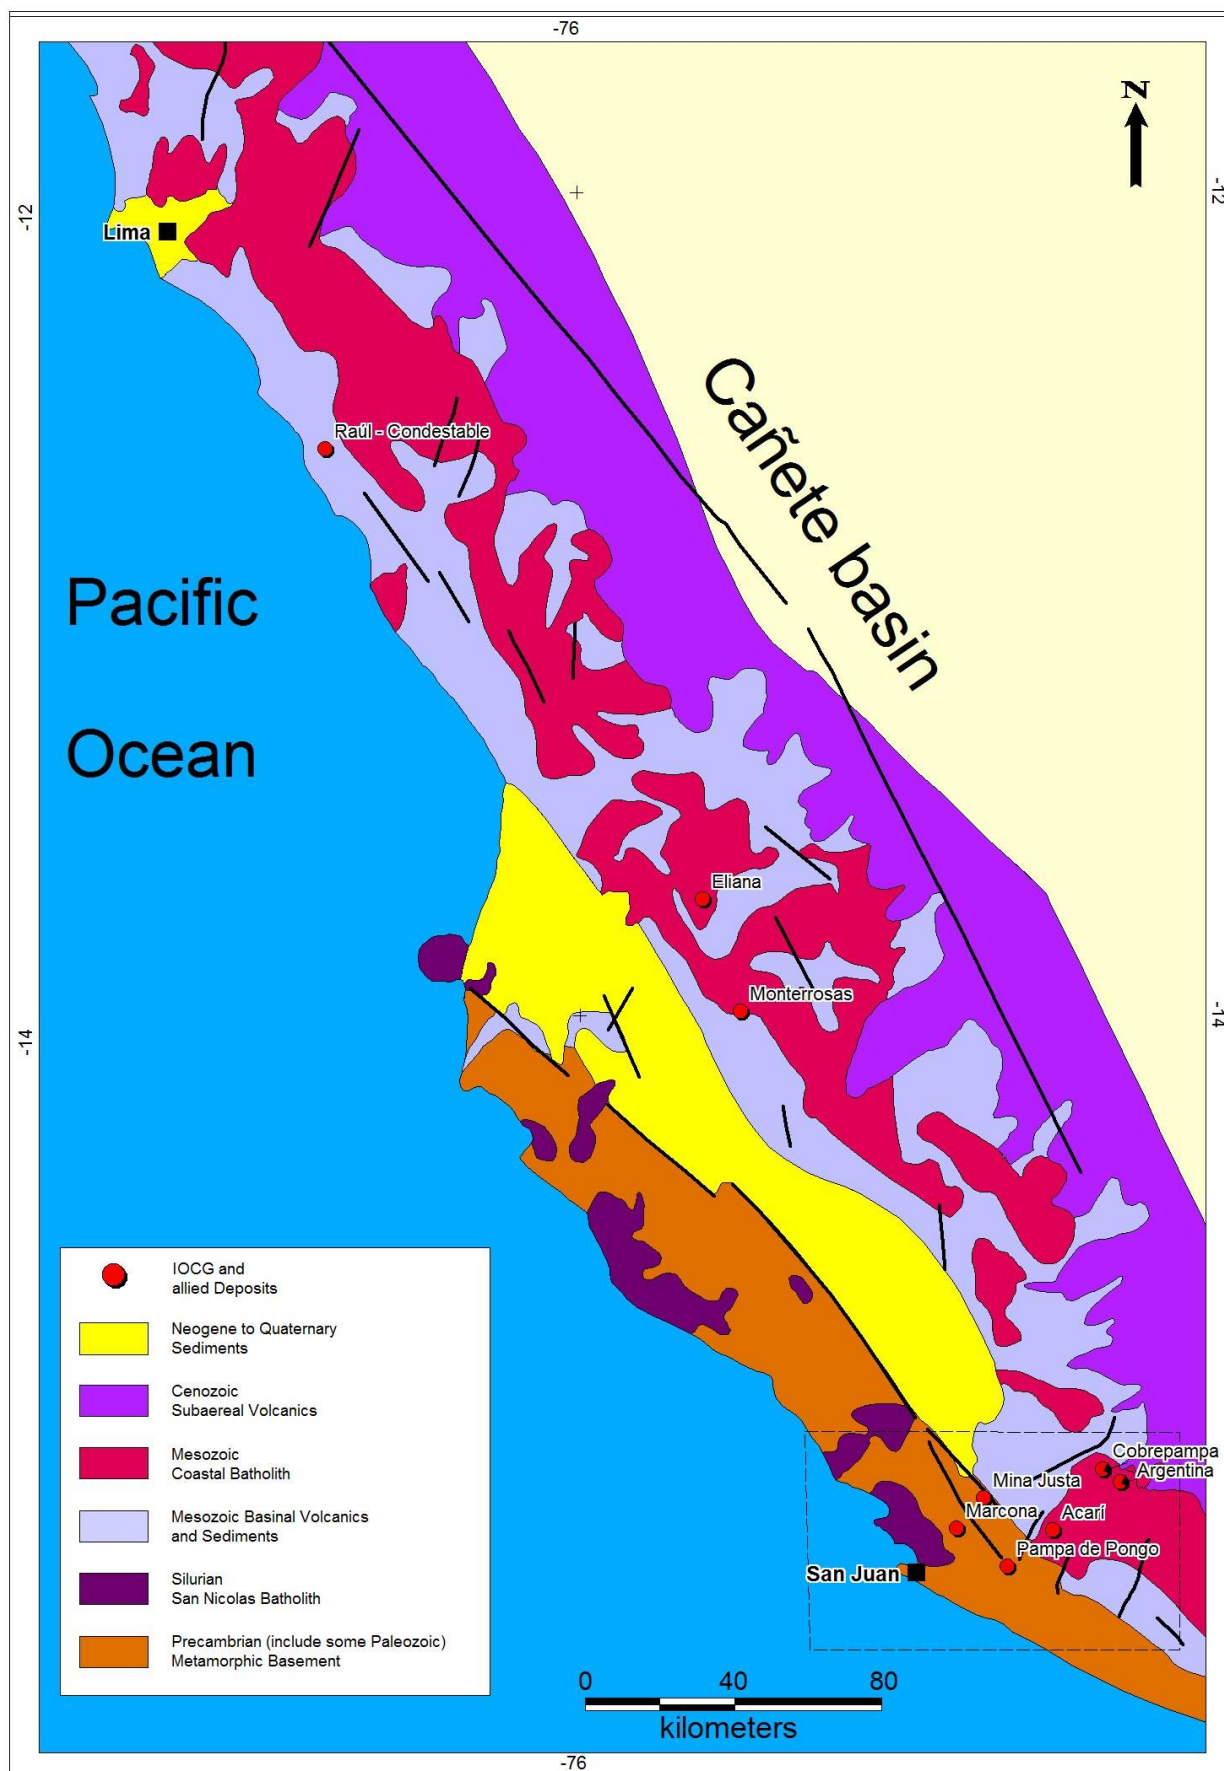 -76
N
-12
-12
Lima
Raúl - Condestable
Cañete basin
Pacific
Ocean
Eliana
Monterrosas
-14
-14
IOCG and
allied Deposits
Neogene to Quaternary
Sediments
Cenozoic
Subaereal Volcanics
Mesozoic
Coastal Batholith
Mesozoic Basinal Volcanics
and Sediments
Silurian
San Nicolas Batholith
Precambrian (include some Paleozoic)
Metamorphic Basement
Cobrepampa
Argentina
Mina Justa
Marcona
Acarí
Pampa de Pongo
San Juan
0 40 80
kilometers
-76